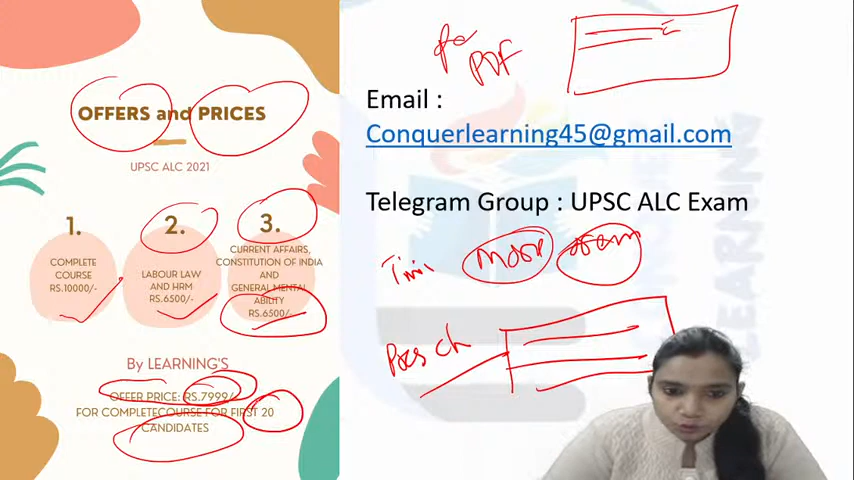 OFFERS and PRICES
UPSC ALC 2021
1.
COMPLETE
COURSE
RS.10000/-
2.
LABOUR LAW
AND HRM
RS.6500/-
3.
CURRENT AFFAIRS,
CONSTITUTION OF INDIA
AND
GENERAL MENTAL
ABILITY
RS.6500/-
By LEARNING'S
OFFER PRICE: RS.7999/-
FOR COMPLETECOURSE FOR FIRST 20
CANDIDATES
PDF
Email :
Conquerlearning45@gmail.com
Telegram Group : UPSC ALC Exam
LEARNING